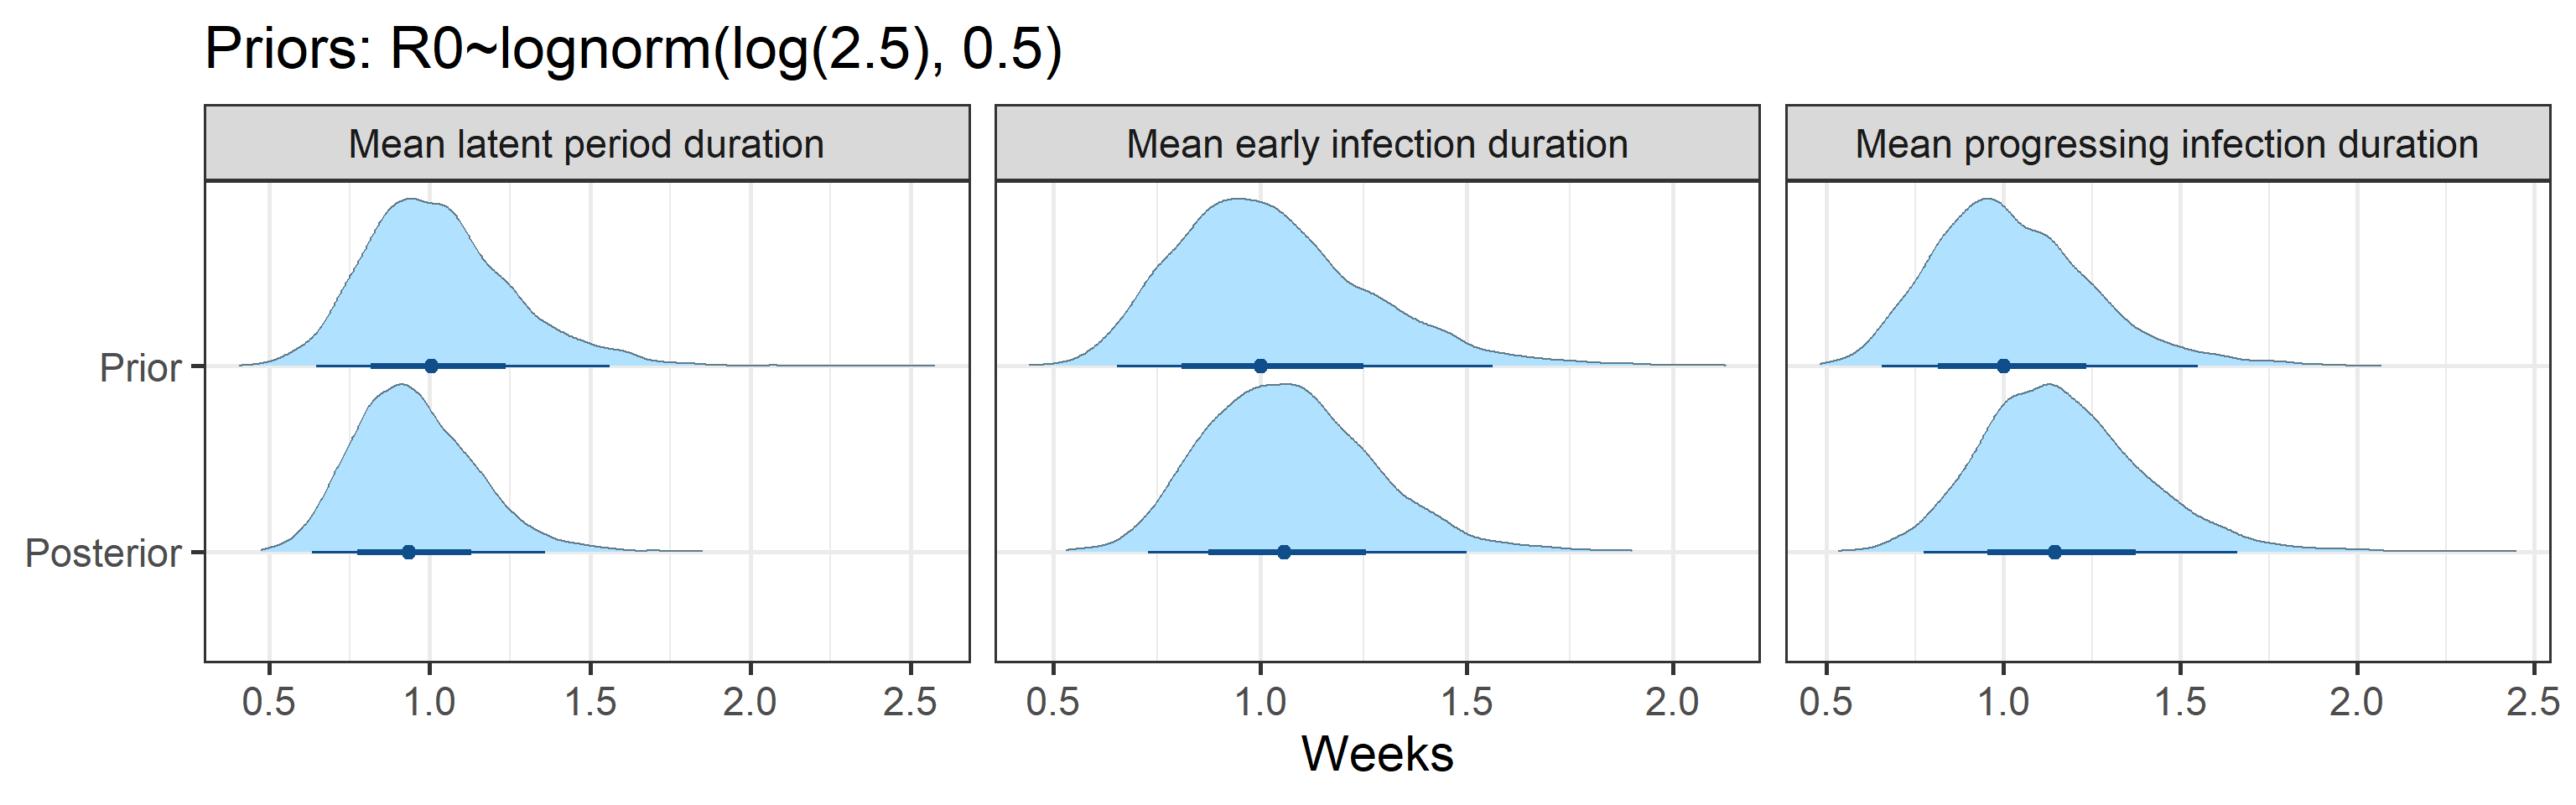 Priors: R0~lognorm(log(2.5), 0.5)
Mean latent period duration
Mean early infection duration
Mean progressing infection duration
Prior
Posterior
0.5 1.0 1.5 2.0 2.5
0.5 1.0 1.5 2.0
0.5 1.0 1.5 2.0 2.5
Weeks